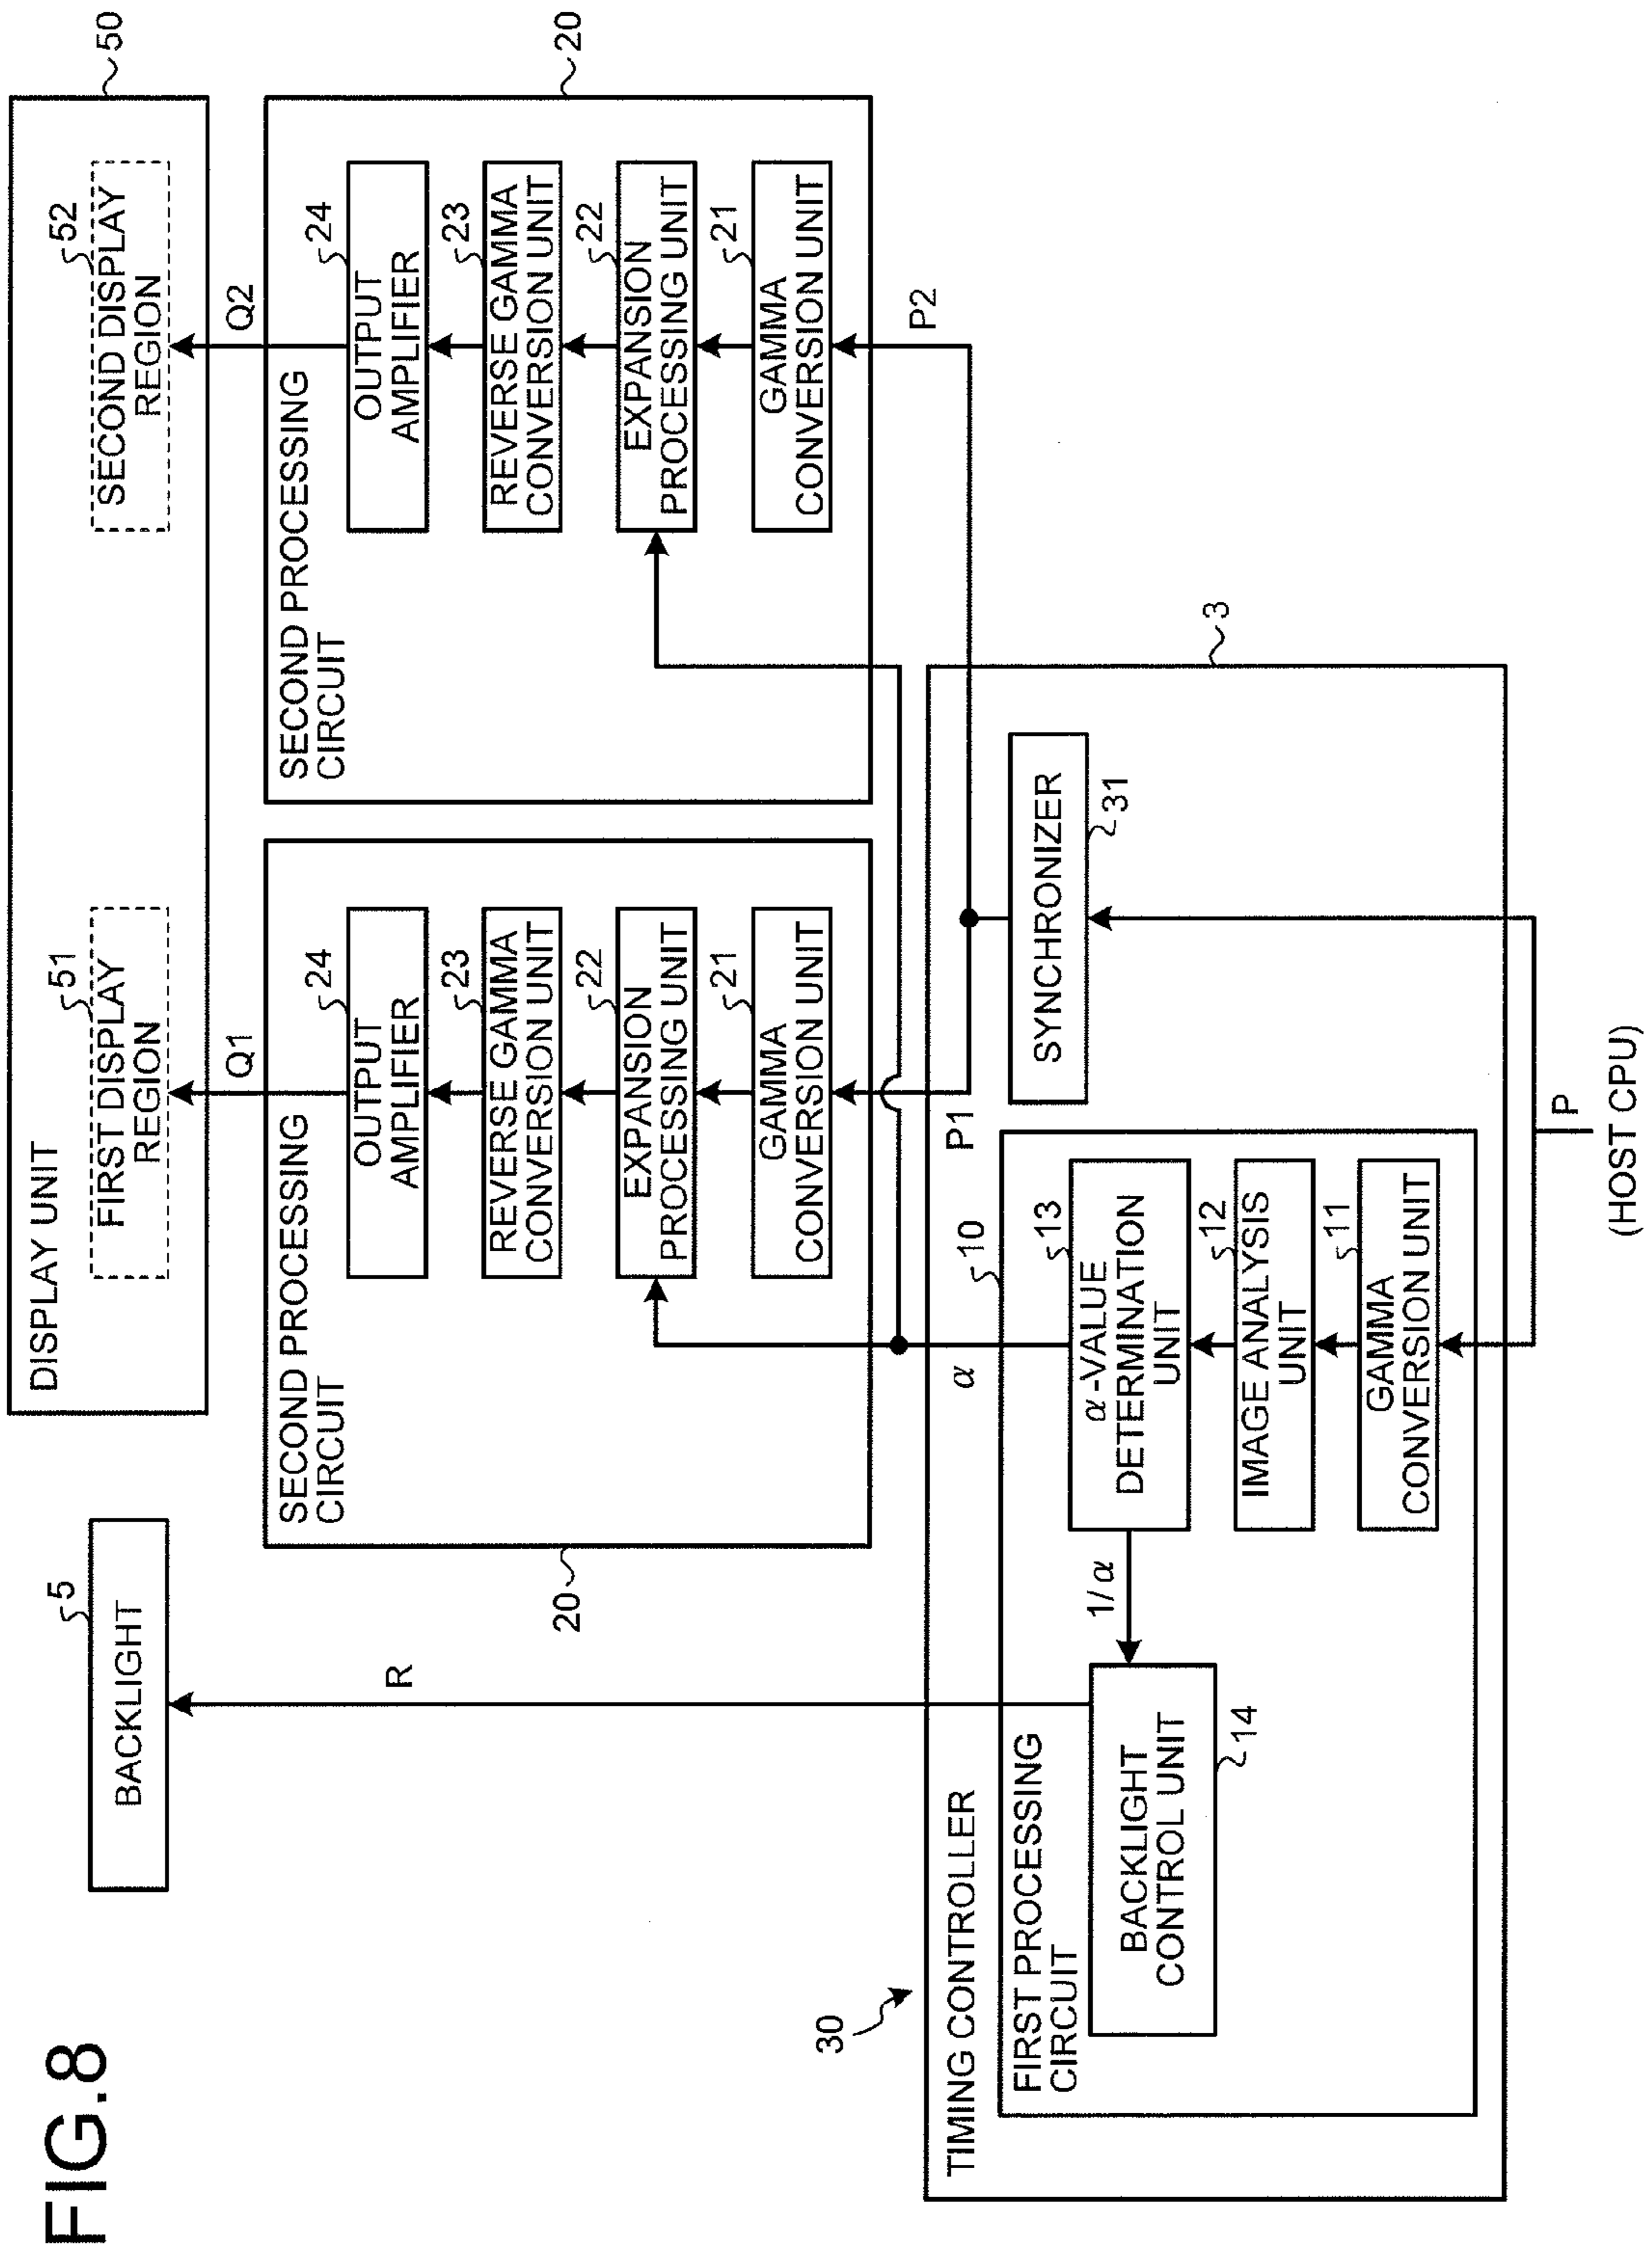 FIG.8
30
BACKLIGHT
5
R
DISPLAY UNIT
50
FIRST DISPLAY
REGION
51
SECOND DISPLAY
REGION
52
Q1
Q2
SECOND PROCESSING
CIRCUIT
20
OUTPUT
AMPLIFIER
24
REVERSE GAMMA
CONVERSION UNIT
23
EXPANSION
PROCESSING UNIT
22
GAMMA
CONVERSION UNIT
21
SECOND PROCESSING
CIRCUIT
20
OUTPUT
AMPLIFIER
24
REVERSE GAMMA
CONVERSION UNIT
23
EXPANSION
PROCESSING UNIT
22
GAMMA
CONVERSION UNIT
21
α
P1
P2
TIMING CONTROLLER
3
FIRST PROCESSING
CIRCUIT
10
BACKLIGHT
CONTROL UNIT
14
1/α
α-VALUE
DETERMINATION
UNIT
13
IMAGE ANALYSIS
UNIT
12
GAMMA
CONVERSION UNIT
11
SYNCHRONIZER
31
P
(HOST CPU)